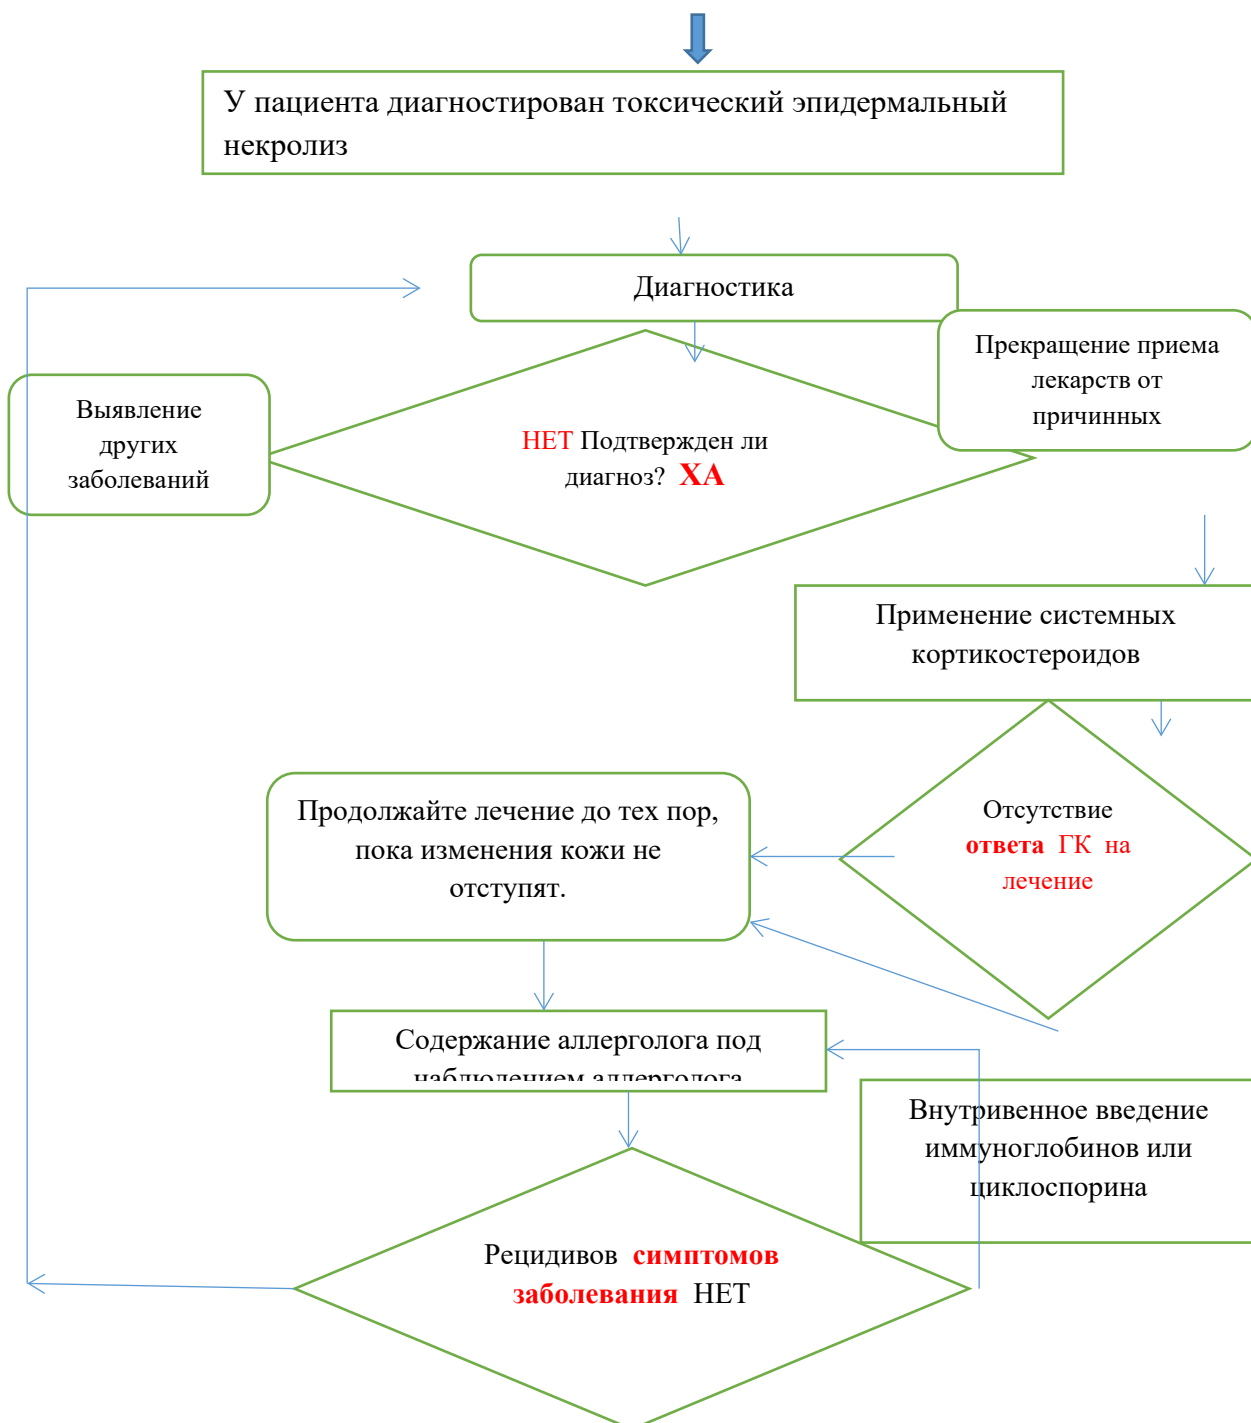 У пациента диагностирован токсический эпидермальный
некролиз
Диагностика
Прекращение приема
лекарств от
причинных
Выявление
других
заболеваний
НЕТ Подтвержден ли
диагноз? ХА
Применение системных
кортикостероидов
Отсутствие
ответа ГК на
лечение
Продолжайте лечение до тех пор,
пока изменения кожи не
отступят.
Содержание аллерголога под
наблюдением аллерголога
Внутривенное введение
иммуноглобинов или
циклоспорина
Рецидивов симптомов
заболевания НЕТ